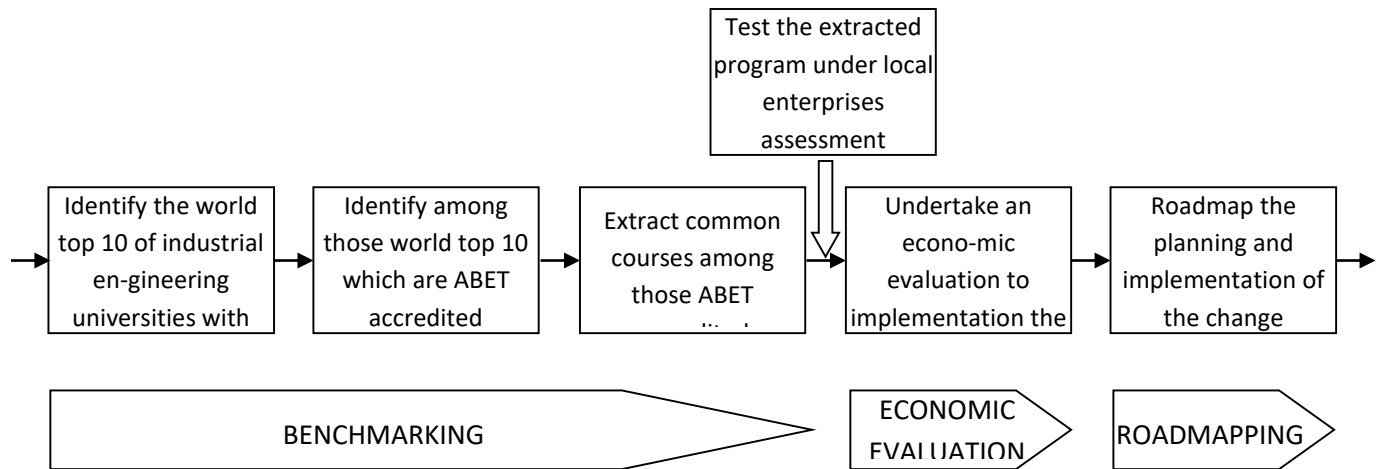 Test the extracted
program under local
enterprises
assessment
Identify the world
top 10 of industrial
en-gineering
universities with
Identify among
those world top 10
which are ABET
accredited
Extract common
courses among
those ABET
Undertake an
econo-mic
evaluation to
implementation the
Roadmap the
planning and
implementation of
the change
BENCHMARKING
ECONOMIC
EVALUATION
ROADMAPPING